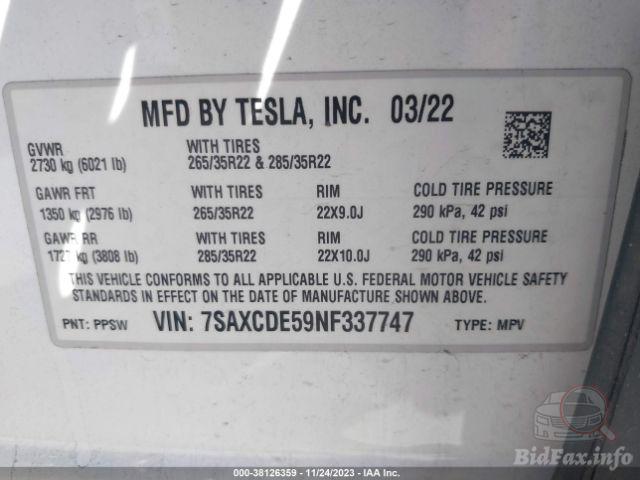 MFD BY TESLA, INC. 03/22
GVWR
2730 kg (6021 lb)
WITH TIRES
265/35R22 & 285/35R22
GAWR FRT
1350 kg (2976 lb)
WITH TIRES
265/35R22
RIM
22X9.0J
COLD TIRE PRESSURE
290 kPa, 42 psi
GAWR RR
kg (3808 lb)
WITH TIRES
285/35R22
RIM
22X10.0J
COLD TIRE PRESSURE
290 kPa, 42 psi
THIS VEHICLE CONFORMS TO ALL APPLICABLE U.S. FEDERAL MOTOR VEHICLE SAFETY
STANDARDS IN EFFECT ON THE DATE OF MANUFACTURE SHOWN ABOVE.
PNT: PPSW VIN: 7SAXCDE59NF337747 TYPE: MPV
BidFax.info
000-38126359 - 11/24/2023 - IAA Inc.